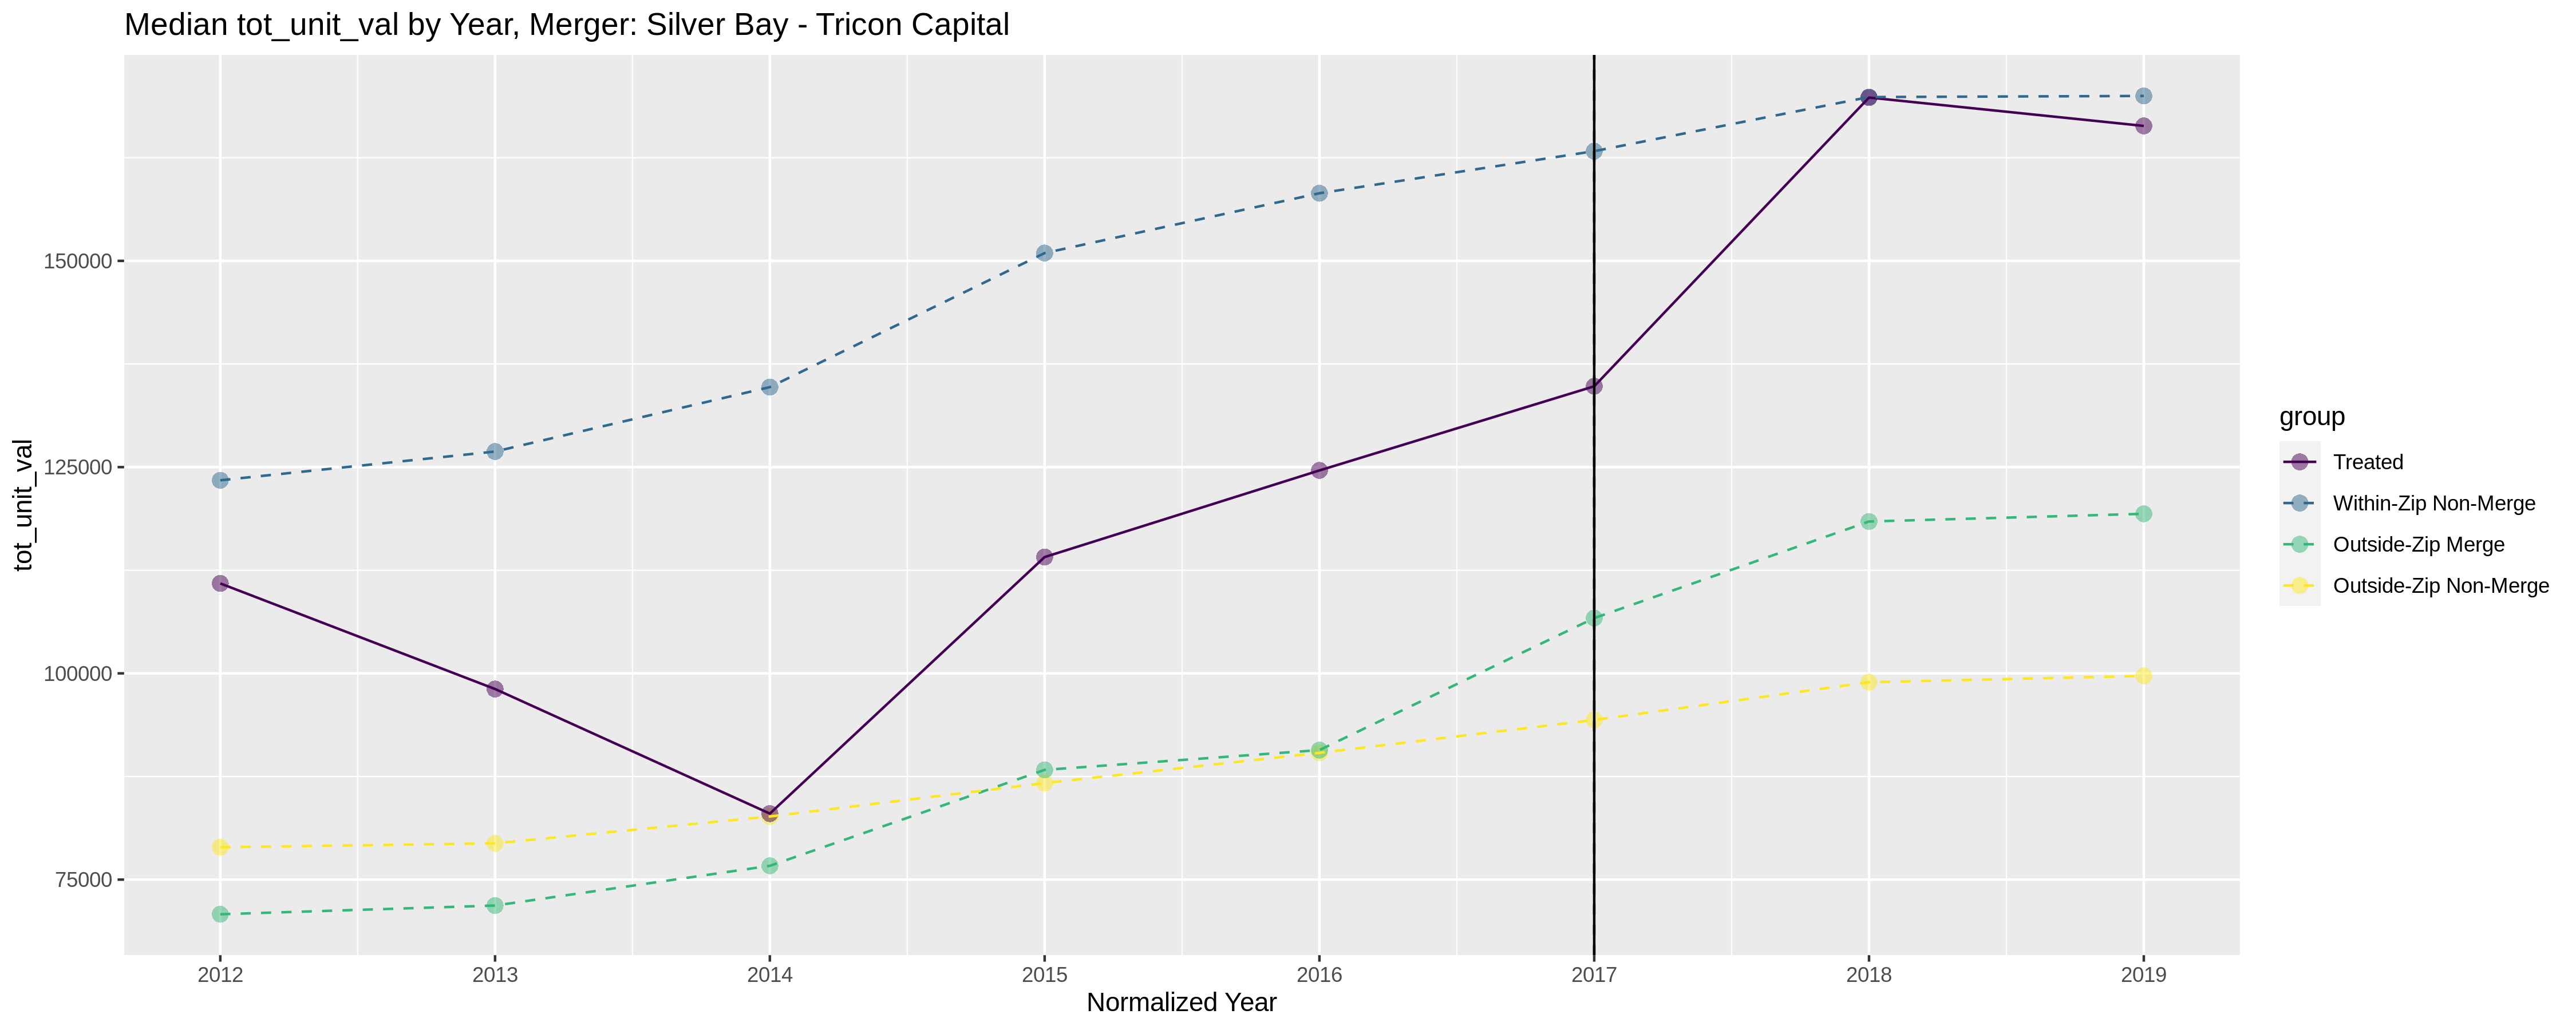 Median tot_unit_val by Year, Merger: Silver Bay - Tricon Capital
tot_unit_val
150000
125000
100000
75000
2012 2013 2014 2015 2016 2017 2018 2019
Normalized Year
group
Treated
Within-Zip Non-Merge
Outside-Zip Merge
Outside-Zip Non-Merge